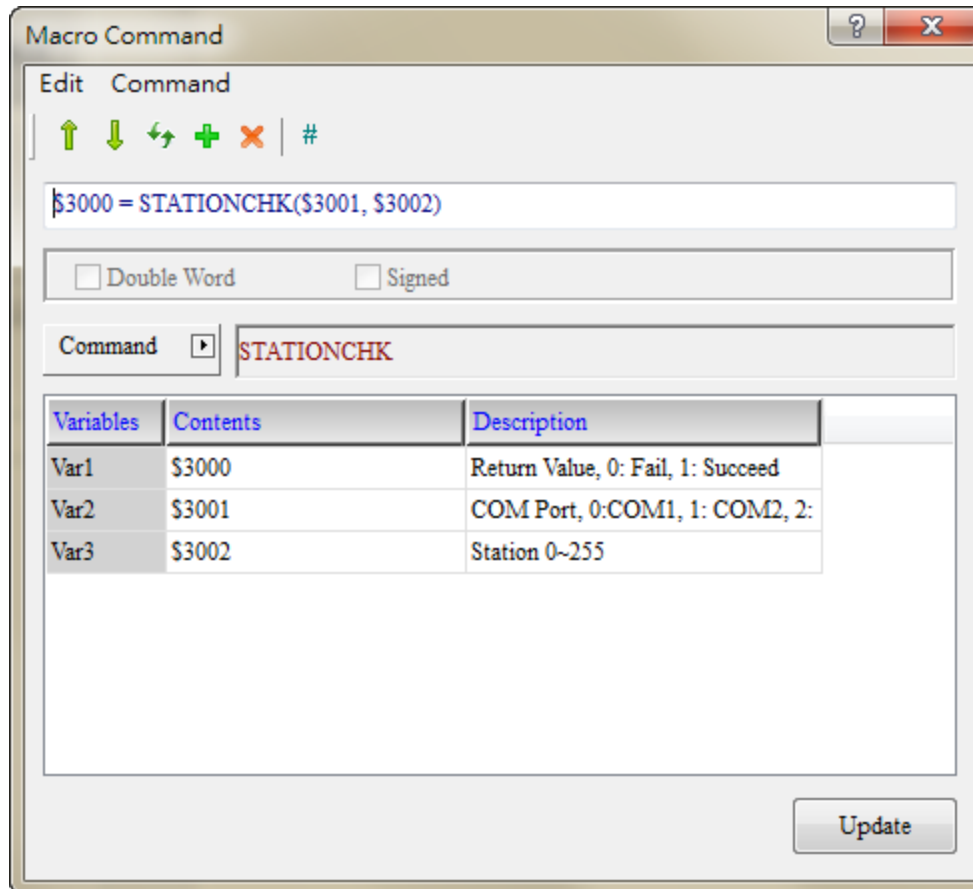 Macro Command
Edit Command
#
$3000 = STATIONCHK($3001, $3002)
Double Word Signed
Command STATIONCHK
Variables Contents Description
Var1 $3000 Return Value, 0: Fail, 1: Succeed
Var2 $3001 COM Port, 0:COM1, 1: COM2, 2:
Var3 $3002 Station 0~255
Update